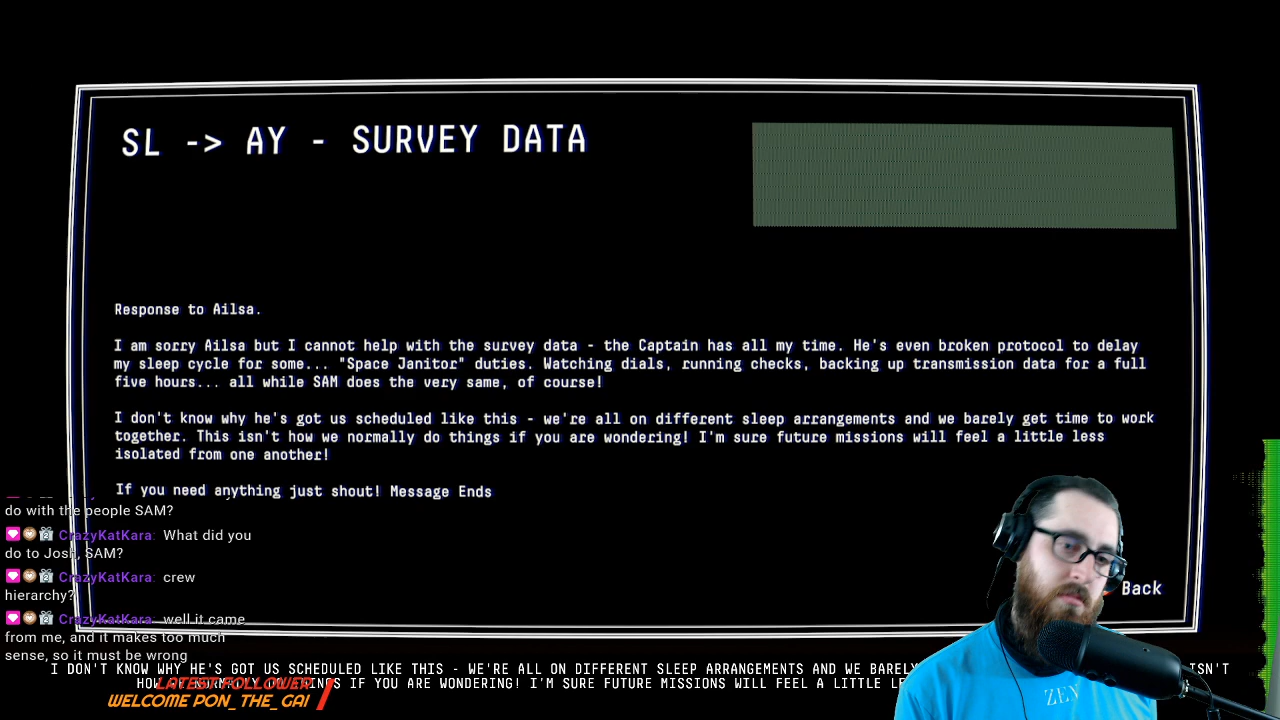 SL -> AY - SURVEY DATA
Response to Ailsa.
I am sorry Ailsa but I cannot help with the survey data - the Captain has all my time. He's even broken protocol to delay
my sleep cycle for some... "Space Janitor" duties. Watching dials, running checks, backing up transmission data for a full
five hours... all while SAM does the very same, of course!
I don't know why he's got us scheduled like this - we're all on different sleep arrangements and we barely get time to work
together. This isn't how we normally do things if you are wondering! I'm sure future missions will feel a little less
isolated from one another!
If you need anything just shout! Message Ends
Back
do with the people SAM?
CrazyKatKara: What did you
do to Josh, SAM?
CrazyKatKara: crew
hierarchy?
CrazyKatKara: well it came
from me, and it makes too much
sense, so it must be wrong
I DON'T KNOW WHY HE'S GOT US SCHEDULED LIKE THIS - WE'RE ALL ON DIFFERENT SLEEP ARRANGEMENTS AND WE BARELY ISN'T
HOW IF YOU ARE WONDERING! I'M SURE FUTURE MISSIONS WILL FEEL A LITTLE
LATEST FOLLOWER
WELCOME PON_THE_GAI
ZEN